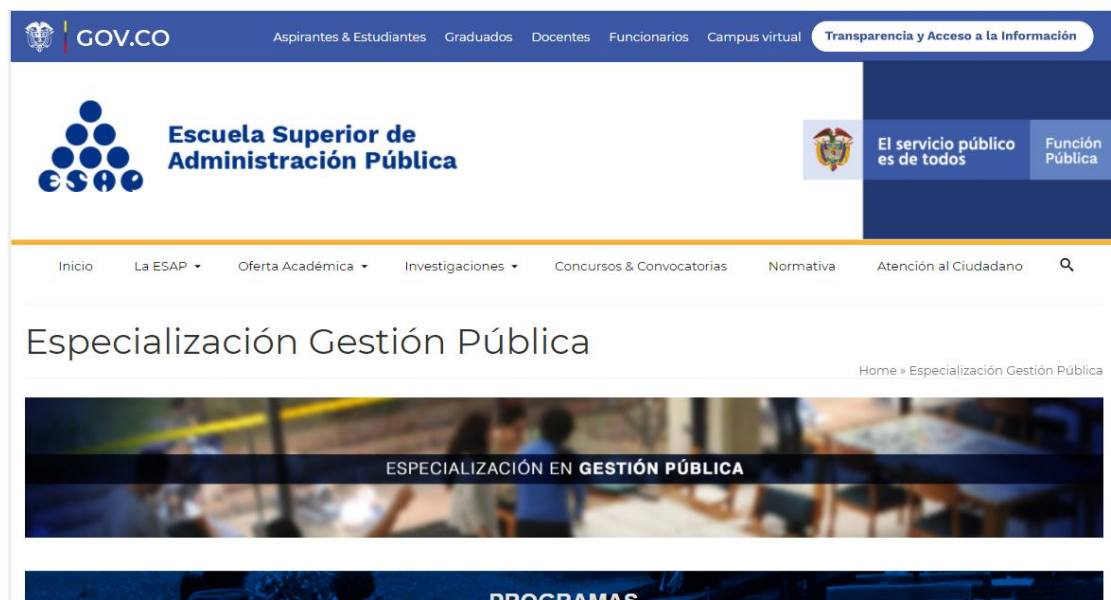 GOV.CO
Aspirantes & Estudiantes Graduados Docentes Funcionarios Campus virtual Transparencia y Acceso a la Información
Escuela Superior de
Administración Pública
ESAP
El servicio público
es de todos
Función
Pública
Inicio La ESAP Oferta Académica Investigaciones Concursos & Convocatorias Normativa Atención al Ciudadano
Especialización Gestión Pública
Home » Especialización Gestión Pública
ESPECIALIZACIÓN EN GESTIÓN PÚBLICA
PROGRAMAS